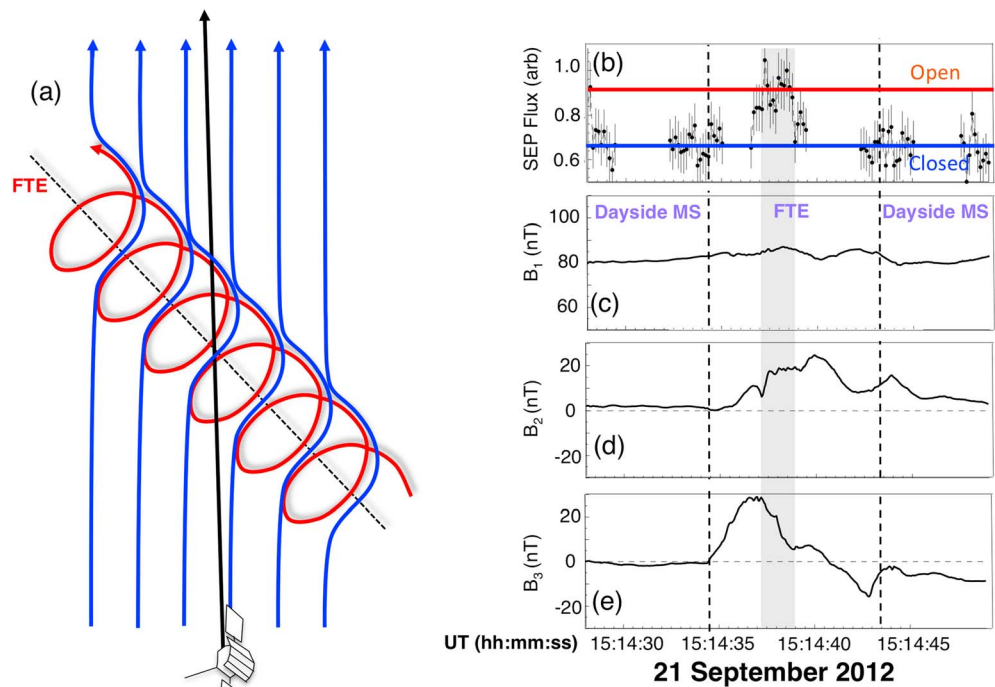 (a)
FTE
(b)
SEP Flux (arb)
1.0
0.8
0.6
Open
Closed
(c)
B1 (nT)
100
80
60
Dayside MS
FTE
Dayside MS
(d)
B2 (nT)
20
0
-20
(e)
B3 (nT)
20
0
-20
UT (hh:mm:ss) 15:14:30 15:14:35 15:14:40 15:14:45
21 September 2012